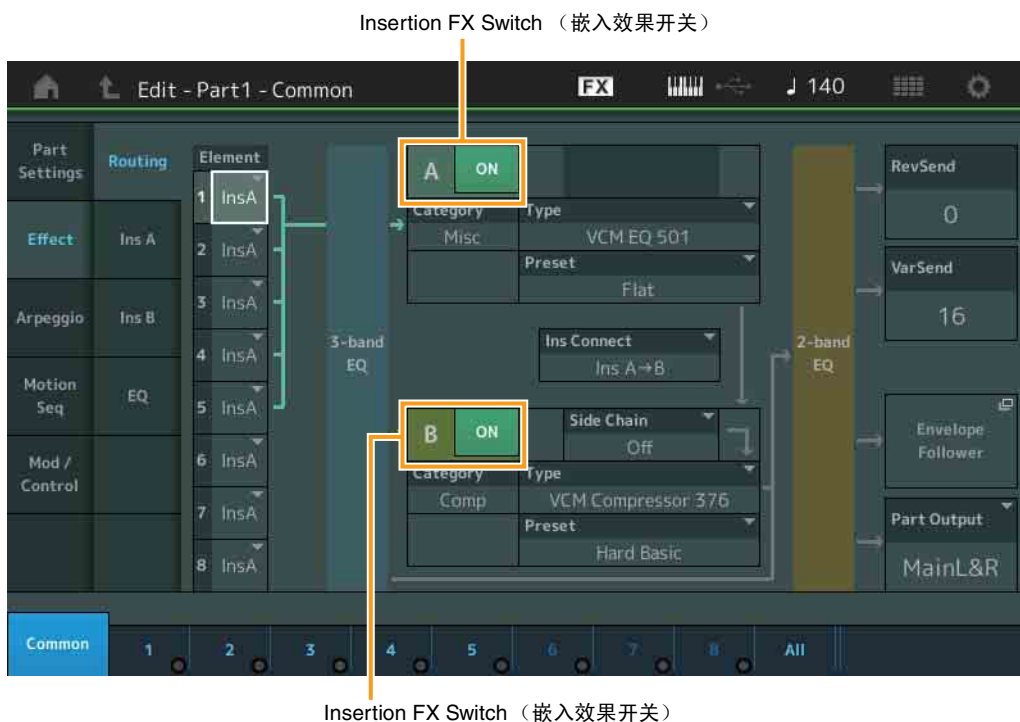 Insertion FX Switch （嵌入效果开关）
Edit - Part1 - Common
FX
♩ 140
Part Settings
Effect
Arpeggio
Motion Seq
Mod / Control
Routing
Ins A
Ins B
EQ
Element
1 InsA
2 InsA
3 InsA
4 InsA
5 InsA
6 InsA
7 InsA
8 InsA
3-band EQ
A ON
Category
Misc
Type
VCM EQ 501
Preset
Flat
Ins Connect
Ins A→B
B ON
Side Chain
Off
Category
Comp
Type
VCM Compressor 376
Preset
Hard Basic
2-band EQ
RevSend
0
VarSend
16
Envelope Follower
Part Output
MainL&R
Common 1 2 3 4 5 6 7 8 All
Insertion FX Switch （嵌入效果开关）